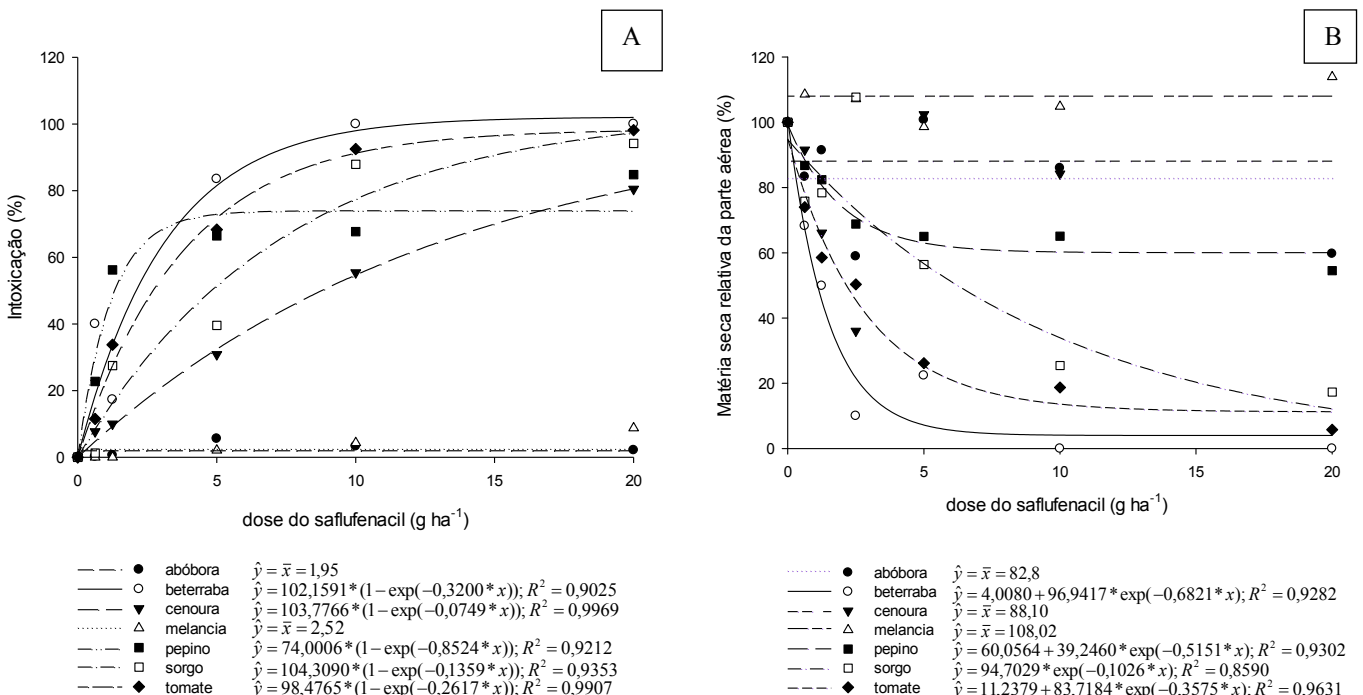 A
120
100
80
60
40
20
0
Intoxicação (%)
0 5 10 15 20
dose do saflufenacil (g ha⁻¹)
abóbora ŷ = x̄ = 1,95
beterraba ŷ = 102,1591*(1−exp(−0,3200*x)); R² = 0,9025
cenoura ŷ = 103,7766*(1−exp(−0,0749*x)); R² = 0,9969
melancia ŷ = x̄ = 2,52
pepino ŷ = 74,0006*(1−exp(−0,8524*x)); R² = 0,9212
sorgo ŷ = 104,3090*(1−exp(−0,1359*x)); R² = 0,9353
tomate ŷ = 98,4765*(1−exp(−0,2617*x)); R² = 0,9907
B
120
100
80
60
40
20
0
Matéria seca relativa da parte aérea (%)
0 5 10 15 20
dose do saflufenacil (g ha⁻¹)
abóbora ŷ = x̄ = 82,8
beterraba ŷ = 4,0080+96,9417*exp(−0,6821*x); R² = 0,9282
cenoura ŷ = x̄ = 88,10
melancia ŷ = x̄ = 108,02
pepino ŷ = 60,0564+39,2460*exp(−0,5151*x); R² = 0,9302
sorgo ŷ = 94,7029*exp(−0,1026*x); R² = 0,8590
tomate ŷ = 11,2379+83,7184*exp(−0,3575*x); R² = 0,9631